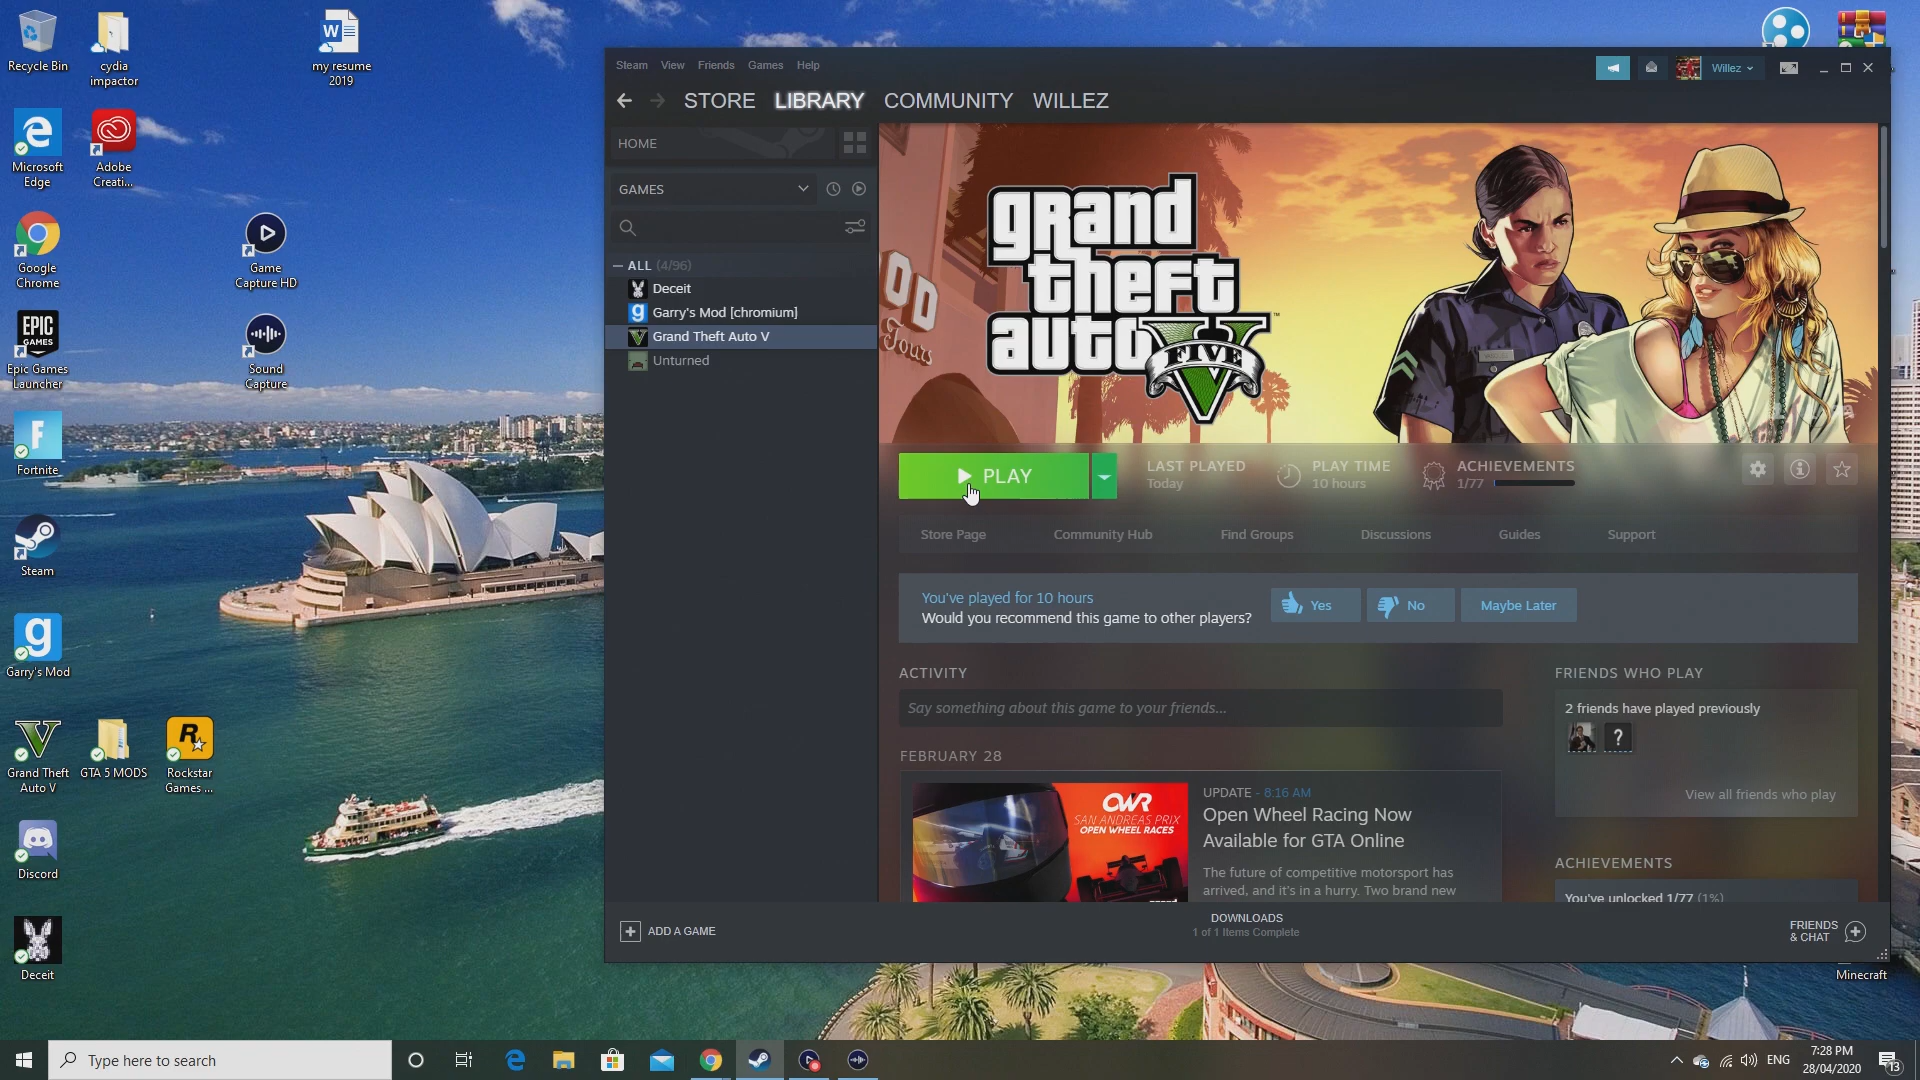 Recycle Bin
cydia
impactor
my resume
2019
Microsoft
Edge
Adobe
Creati...
Google
Chrome
Game
Capture HD
EPIC
GAMES
Epic Games
Launcher
Sound
Capture
Fortnite
Steam
Garry's Mod
Grand Theft
Auto V
GTA 5 MODS
Rockstar
Games ...
Discord
Deceit
Minecraft
Steam View Friends Games Help
Willez
STORE LIBRARY COMMUNITY WILLEZ
HOME
GAMES
ALL (4/96)
Deceit
Garry's Mod [chromium]
Grand Theft Auto V
Unturned
grand
theft
auto
V
FIVE
™
OD
Tours
PLAY
LAST PLAYED
Today
PLAY TIME
10 hours
ACHIEVEMENTS
1/77
Store Page Community Hub Find Groups Discussions Guides Support
You've played for 10 hours
Would you recommend this game to other players?
Yes
No
Maybe Later
ACTIVITY
Say something about this game to your friends...
FEBRUARY 28
OWR
SAN ANDREAS PRIX
OPEN WHEEL RACES
UPDATE - 8:16 AM
Open Wheel Racing Now
Available for GTA Online
The future of competitive motorsport has
arrived, and it's in a hurry. Two brand new
FRIENDS WHO PLAY
2 friends have played previously
?
View all friends who play
ACHIEVEMENTS
You've unlocked 1/77 (1%)
ADD A GAME
DOWNLOADS
1 of 1 Items Complete
FRIENDS
& CHAT
Type here to search
ENG
7:28 PM
28/04/2020
13